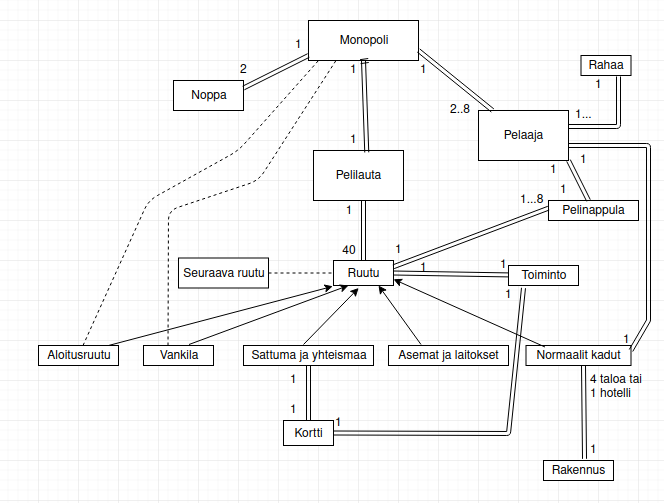 Monopoli
1
1
1
2
Noppa
2..8
Rahaa
1
1...
Pelaaja
1
1
1
1
Pelilauta
1
1...8
Pelinappula
40
1
Seuraava ruutu
Ruutu
1
1
Toiminto
1
1
Aloitusruutu
Vankila
Sattuma ja yhteismaa
Asemat ja laitokset
Normaalit kadut
1
4 taloa tai
1 hotelli
1
1
Kortti
1
Rakennus